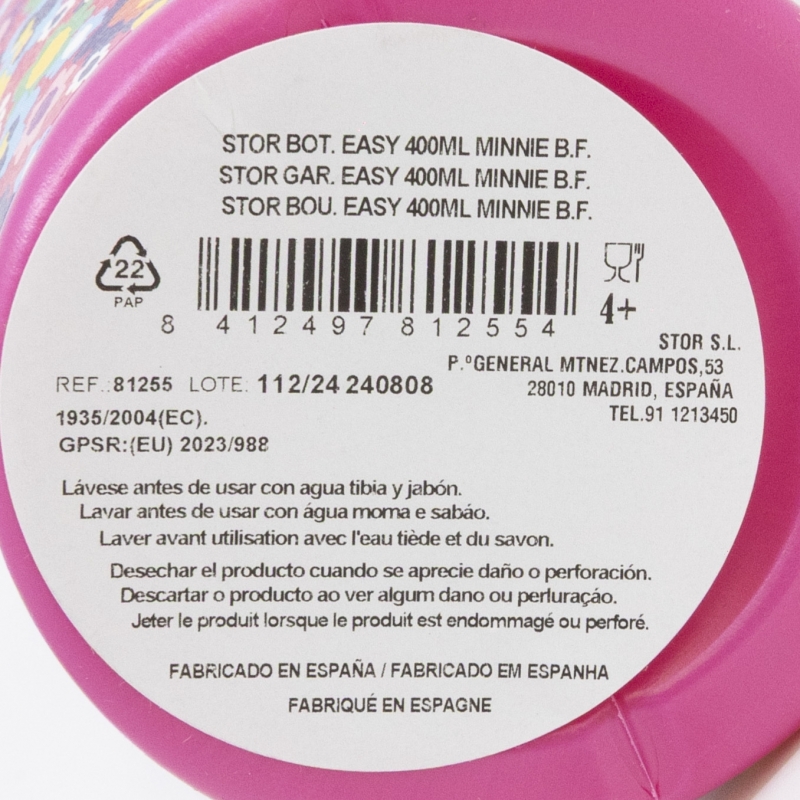 STOR BOT. EASY 400ML MINNIE B.F.
STOR GAR. EASY 400ML MINNIE B.F.
STOR BOU. EASY 400ML MINNIE B.F.
22
PAP
8 412497 812554
4+
STOR S.L.
P.ºGENERAL MTNEZ.CAMPOS,53
28010 MADRID, ESPAÑA
TEL.91 1213450
REF.:81255 LOTE: 112/24 240808
1935/2004(EC).
GPSR:(EU) 2023/988
Lávese antes de usar con agua tibia y jabón.
Lavar antes de usar con água moma e sabáo.
Laver avant utilisation avec l'eau tiède et du savon.
Desechar el producto cuando se aprecie daño o perforación.
Descartar o producto ao ver algum dano ou perluraçáo.
Jeter le produit lorsque le produit est endommagé ou perforé.
FABRICADO EN ESPAÑA / FABRICADO EM ESPANHA
FABRIQUÉ EN ESPAGNE